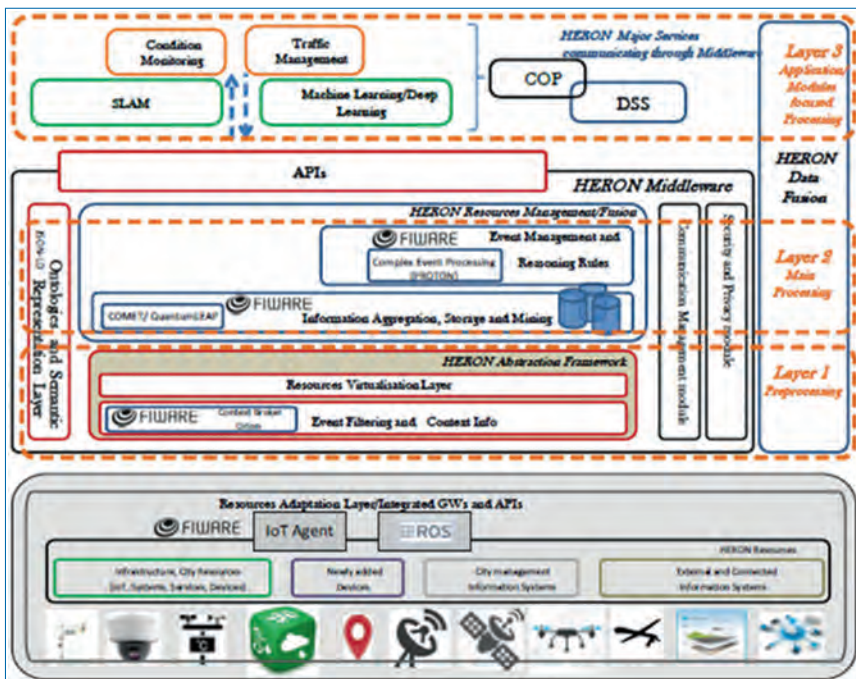 Condition
Monitoring
Traffic
Management
SLAM
Machine Learning/Deep
Learning
HERON Major Services
communicating through Middleware
COP
DSS
Layer 3
Application/
Modules
focused
Processing
APIs
HERON Middleware
HERON
Data
Fusion
Ontologies and Semantic
Representation Layer
HERON Resources Management/Fusion
FIWARE
Event Management and
Reasoning Rules
Complex Event Processing
(PROTON)
COMET/ QuantumLEAP
FIWARE
Information Aggregation, Storage and Mining
Communication Management module
Security and Privacy module
Layer 2
Main
Processing
HERON Abstraction Framework
Resources Virtualisation Layer
FIWARE
Context Broker
Orion
Event Filtering and Context Info
Layer 1
Preprocessing
Resources Adaptation Layer/Integrated GWs and APIs
FIWARE
IoT Agent
ROS
HERON Resources
Infrastructure, City Resources
(IoT, Systems, Services, Devices)
Newly added
Devices
City management
Information Systems
External and Connected
Information Systems